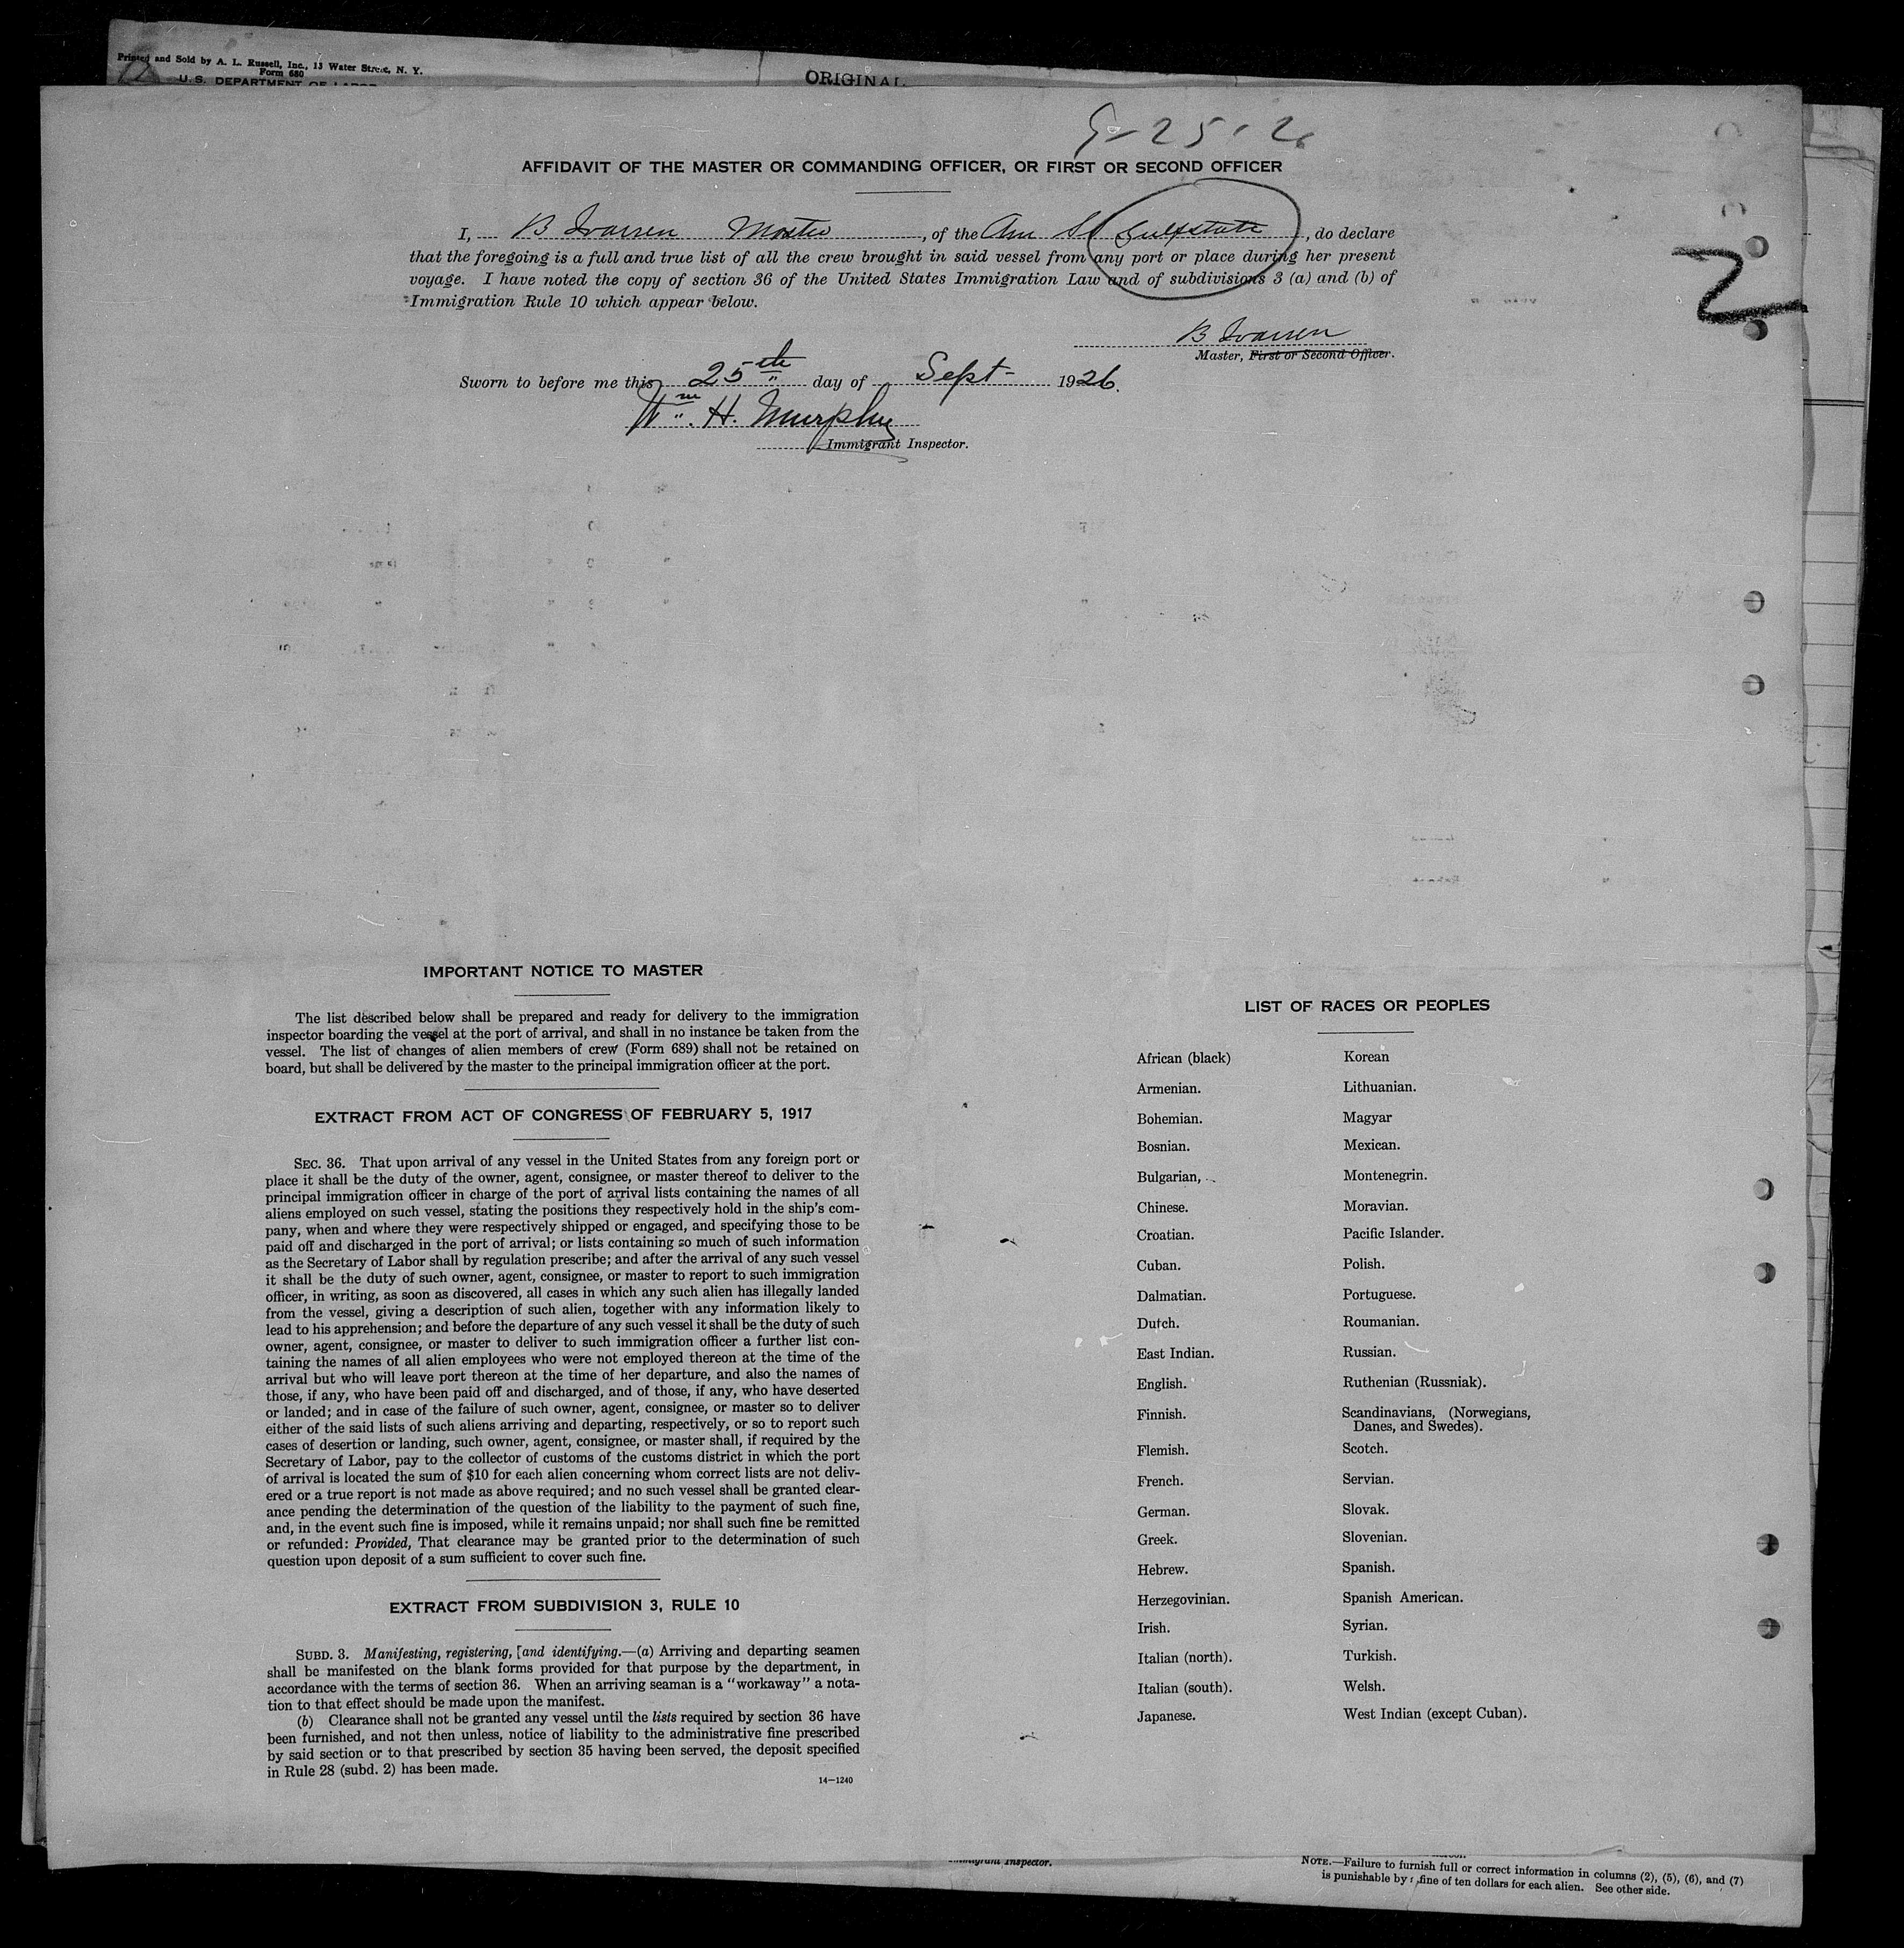 Printed and Sold by A. L. Russell, Inc., 13 Water Street, N. Y.
Form 680
U. S. DEPARTMENT OF LABOR
ORIGINAL
9-25-26
AFFIDAVIT OF THE MASTER OR COMMANDING OFFICER, OR FIRST OR SECOND OFFICER
I, B Ivarsen Master, of the Am SS Gulfstate, do declare
that the foregoing is a full and true list of all the crew brought in said vessel from any port or place during her present
voyage. I have noted the copy of section 36 of the United States Immigration Law and of subdivisions 3 (a) and (b) of
Immigration Rule 10 which appear below.
2
B Ivarsen
Master, First or Second Officer.
Sworn to before me this 25th day of Sept- 1926.
Wm. H. Murphy
Immigrant Inspector.
IMPORTANT NOTICE TO MASTER
The list described below shall be prepared and ready for delivery to the immigration
inspector boarding the vessel at the port of arrival, and shall in no instance be taken from the
vessel. The list of changes of alien members of crew (Form 689) shall not be retained on
board, but shall be delivered by the master to the principal immigration officer at the port.
EXTRACT FROM ACT OF CONGRESS OF FEBRUARY 5, 1917
SEC. 36. That upon arrival of any vessel in the United States from any foreign port or
place it shall be the duty of the owner, agent, consignee, or master thereof to deliver to the
principal immigration officer in charge of the port of arrival lists containing the names of all
aliens employed on such vessel, stating the positions they respectively hold in the ship's com-
pany, when and where they were respectively shipped or engaged, and specifying those to be
paid off and discharged in the port of arrival; or lists containing so much of such information
as the Secretary of Labor shall by regulation prescribe; and after the arrival of any such vessel
it shall be the duty of such owner, agent, consignee, or master to report to such immigration
officer, in writing, as soon as discovered, all cases in which any such alien has illegally landed
from the vessel, giving a description of such alien, together with any information likely to
lead to his apprehension; and before the departure of any such vessel it shall be the duty of such
owner, agent, consignee, or master to deliver to such immigration officer a further list con-
taining the names of all alien employees who were not employed thereon at the time of the
arrival but who will leave port thereon at the time of her departure, and also the names of
those, if any, who have been paid off and discharged, and of those, if any, who have deserted
or landed; and in case of the failure of such owner, agent, consignee, or master so to deliver
either of the said lists of such aliens arriving and departing, respectively, or so to report such
cases of desertion or landing, such owner, agent, consignee, or master shall, if required by the
Secretary of Labor, pay to the collector of customs of the customs district in which the port
of arrival is located the sum of $10 for each alien concerning whom correct lists are not deliv-
ered or a true report is not made as above required; and no such vessel shall be granted clear-
ance pending the determination of the question of the liability to the payment of such fine,
and, in the event such fine is imposed, while it remains unpaid; nor shall such fine be remitted
or refunded: Provided, That clearance may be granted prior to the determination of such
question upon deposit of a sum sufficient to cover such fine.
EXTRACT FROM SUBDIVISION 3, RULE 10
SUBD. 3. Manifesting, registering, [and identifying.—(a) Arriving and departing seamen
shall be manifested on the blank forms provided for that purpose by the department, in
accordance with the terms of section 36. When an arriving seaman is a "workaway" a nota-
tion to that effect should be made upon the manifest.
(b) Clearance shall not be granted any vessel until the lists required by section 36 have
been furnished, and not then unless, notice of liability to the administrative fine prescribed
by said section or to that prescribed by section 35 having been served, the deposit specified
in Rule 28 (subd. 2) has been made.
14—1240
LIST OF RACES OR PEOPLES
African (black)
Armenian.
Bohemian.
Bosnian.
Bulgarian,
Chinese.
Croatian.
Cuban.
Dalmatian.
Dutch.
East Indian.
English.
Finnish.
Flemish.
French.
German.
Greek.
Hebrew.
Herzegovinian.
Irish.
Italian (north).
Italian (south).
Japanese.
Korean
Lithuanian.
Magyar
Mexican.
Montenegrin.
Moravian.
Pacific Islander.
Polish.
Portuguese.
Roumanian.
Russian.
Ruthenian (Russniak).
Scandinavians, (Norwegians,
Danes, and Swedes).
Scotch.
Servian.
Slovak.
Slovenian.
Spanish.
Spanish American.
Syrian.
Turkish.
Welsh.
West Indian (except Cuban).
Immigrant Inspector.
NOTE.—Failure to furnish full or correct information in columns (2), (5), (6), and (7)
is punishable by fine of ten dollars for each alien. See other side.